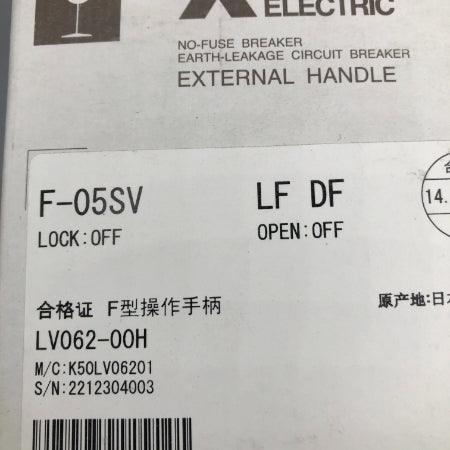 ELECTRIC
NO-FUSE BREAKER
EARTH-LEAKAGE CIRCUIT BREAKER
EXTERNAL HANDLE
F-05SV LF DF
LOCK:OFF OPEN:OFF
14.
合格证 F型操作手柄
原产地:日
LV062-00H
M/C:K50LV06201
S/N:2212304003